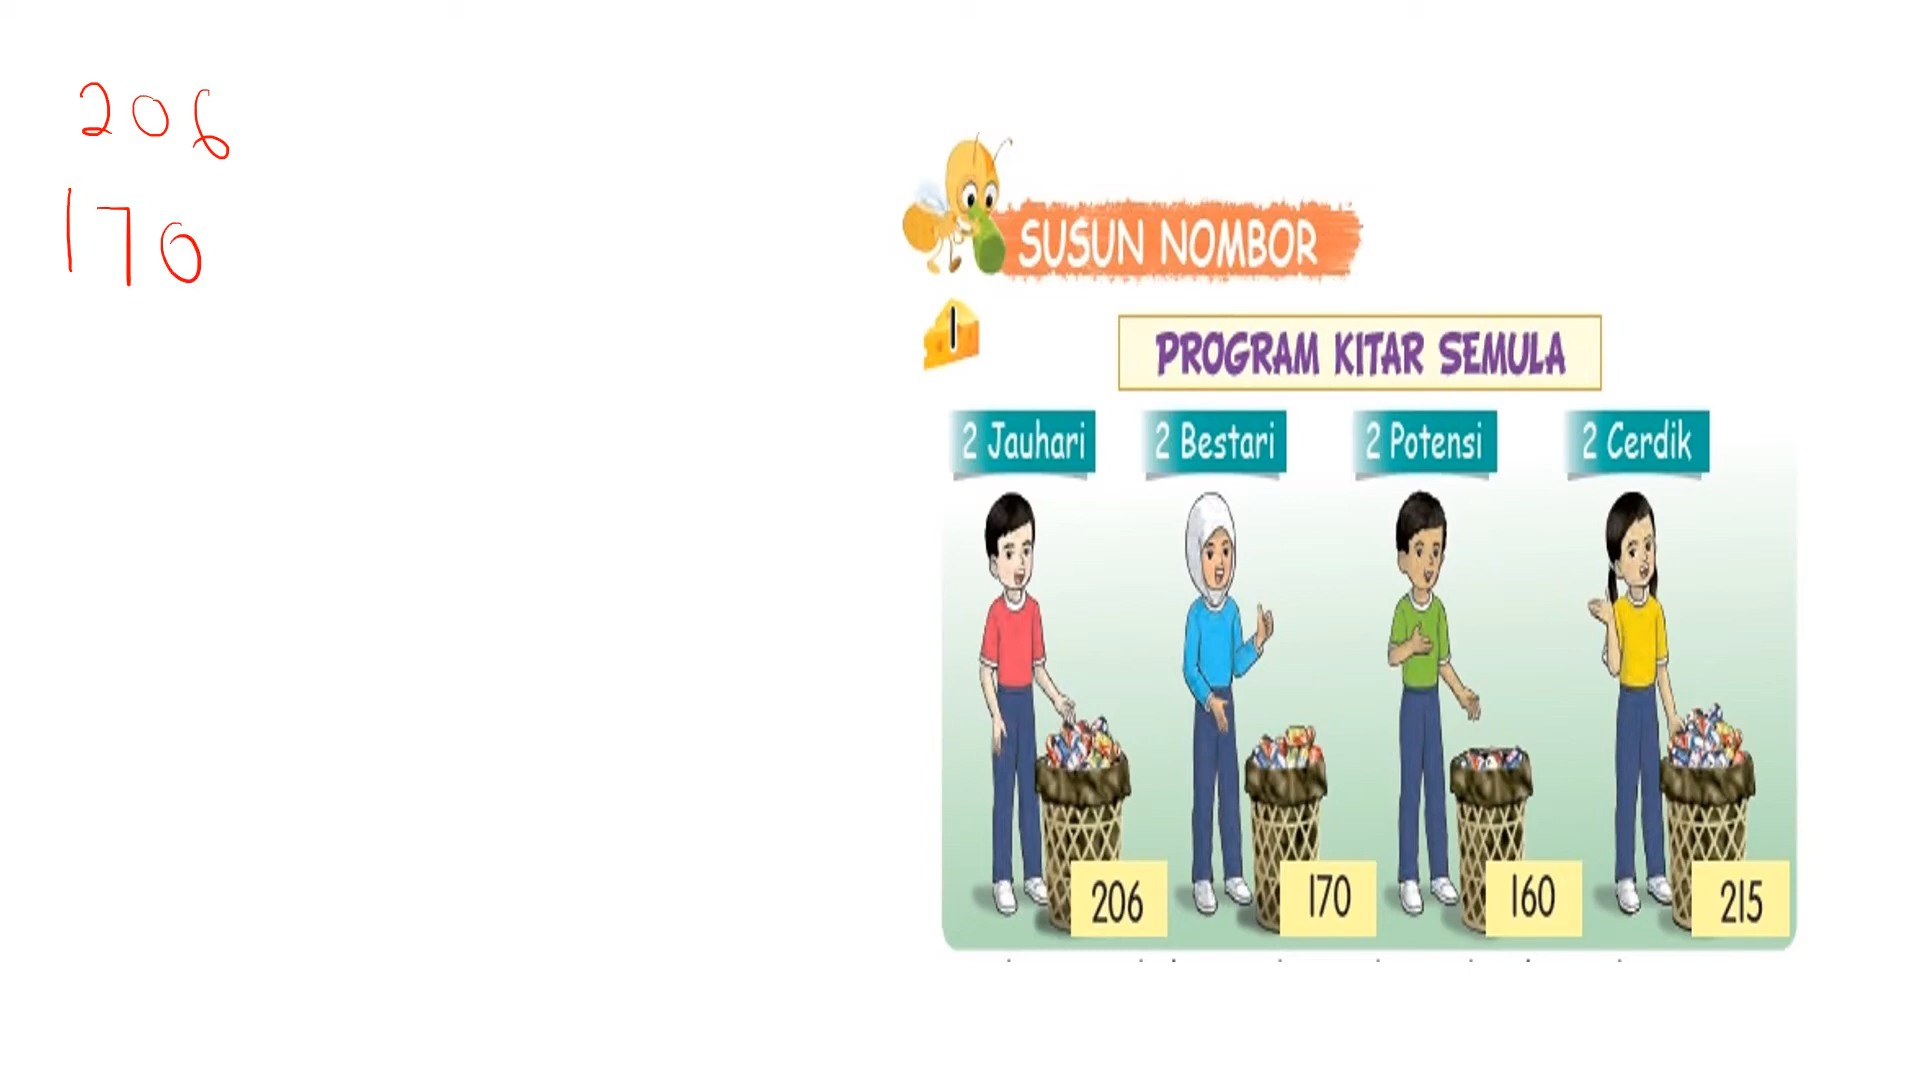 206
170
SUSUN NOMBOR
1
PROGRAM KITAR SEMULA
2 Jauhari
2 Bestari
2 Potensi
2 Cerdik
206
170
160
215